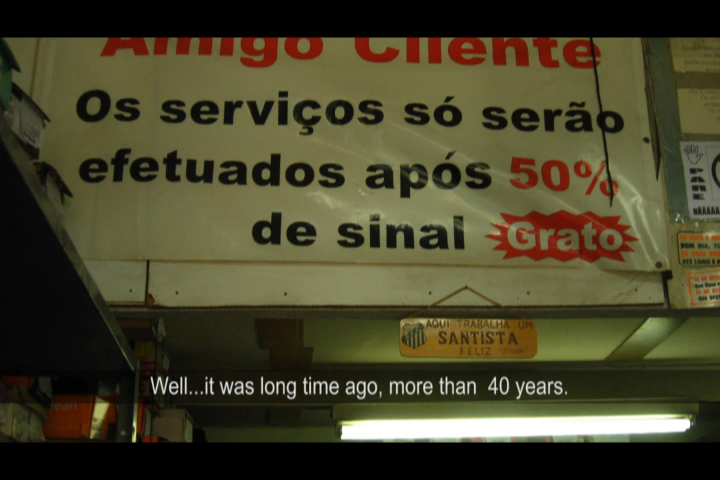 Amigo Cliente
Os serviços só serão
efetuados após 50%
de sinal Grato
PARE
AQUI TRABALHA UM
SANTISTA
FELIZ
Well...it was long time ago, more than 40 years.